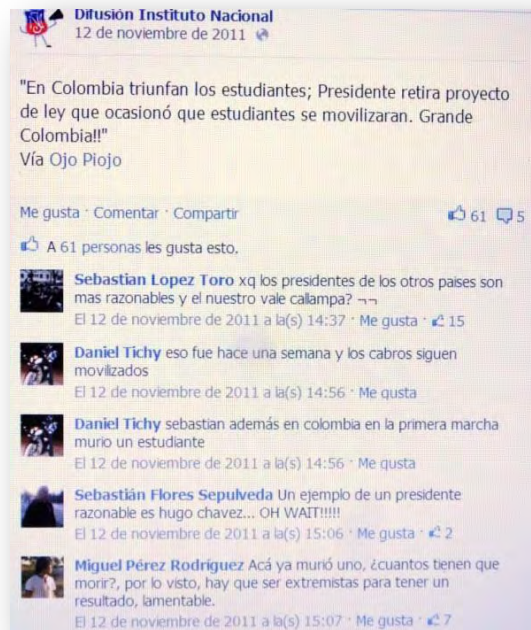 Difusión Instituto Nacional
12 de noviembre de 2011
"En Colombia triunfan los estudiantes; Presidente retira proyecto
de ley que ocasionó que estudiantes se movilizaran. Grande
Colombia!!"
Vía Ojo Piojo
Me gusta · Comentar · Compartir 61 5
A 61 personas les gusta esto.
Sebastian Lopez Toro xq los presidentes de los otros paises son
mas razonables y el nuestro vale callampa? ¬¬
El 12 de noviembre de 2011 a la(s) 14:37 · Me gusta · 15
Daniel Tichy eso fue hace una semana y los cabros siguen
movilizados
El 12 de noviembre de 2011 a la(s) 14:56 · Me gusta
Daniel Tichy sebastian además en colombia en la primera marcha
murio un estudiante
El 12 de noviembre de 2011 a la(s) 14:56 · Me gusta
Sebastián Flores Sepulveda Un ejemplo de un presidente
razonable es hugo chavez... OH WAIT!!!!!
El 12 de noviembre de 2011 a la(s) 15:06 · Me gusta · 2
Miguel Pérez Rodríguez Acá ya murió uno, ¿cuantos tienen que
morir?, por lo visto, hay que ser extremistas para tener un
resultado, lamentable.
El 12 de noviembre de 2011 a la(s) 15:07 · Me gusta · 7